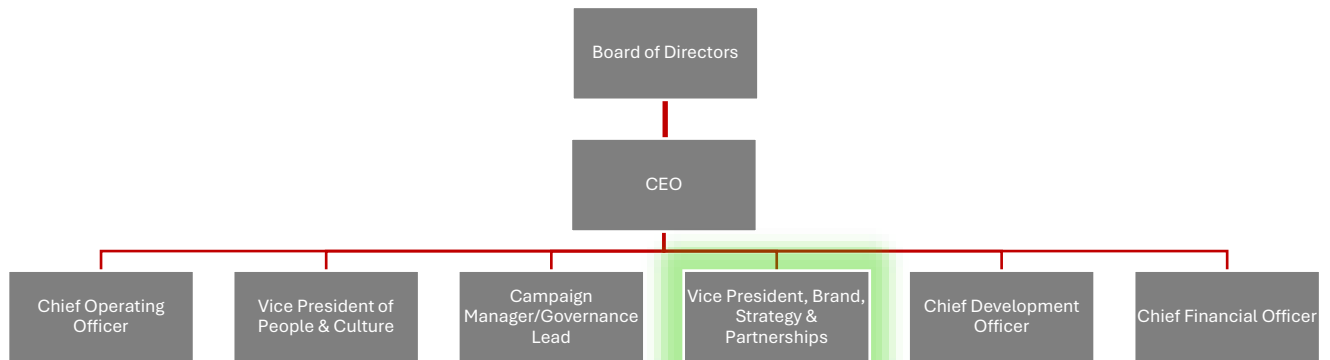 Board of Directors
CEO
Chief Operating
Officer
Vice President of
People & Culture
Campaign
Manager/Governance
Lead
Vice President, Brand,
Strategy &
Partnerships
Chief Development
Officer
Chief Financial Officer